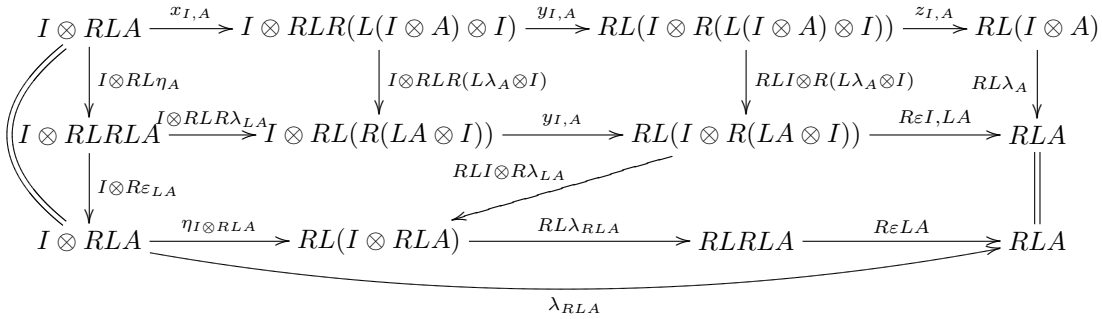 x_{I,A} y_{I,A} z_{I,A}
I ⊗ RLA I ⊗ RLR(L(I ⊗ A) ⊗ I) RL(I ⊗ R(L(I ⊗ A) ⊗ I)) RL(I ⊗ A)
I⊗RLη_A I⊗RLR(Lλ_A⊗I) RLI⊗R(Lλ_A⊗I) RLλ_A
I⊗RLRλ_{LA} y_{I,A} RεI,LA
I ⊗ RLRLA I ⊗ RL(R(LA ⊗ I)) RL(I ⊗ R(LA ⊗ I)) RLA
I⊗Rε_{LA} RLI⊗Rλ_{LA}
η_{I⊗RLA} RLλ_{RLA} RεLA
I ⊗ RLA RL(I ⊗ RLA) RLRLA RLA
λ_{RLA}